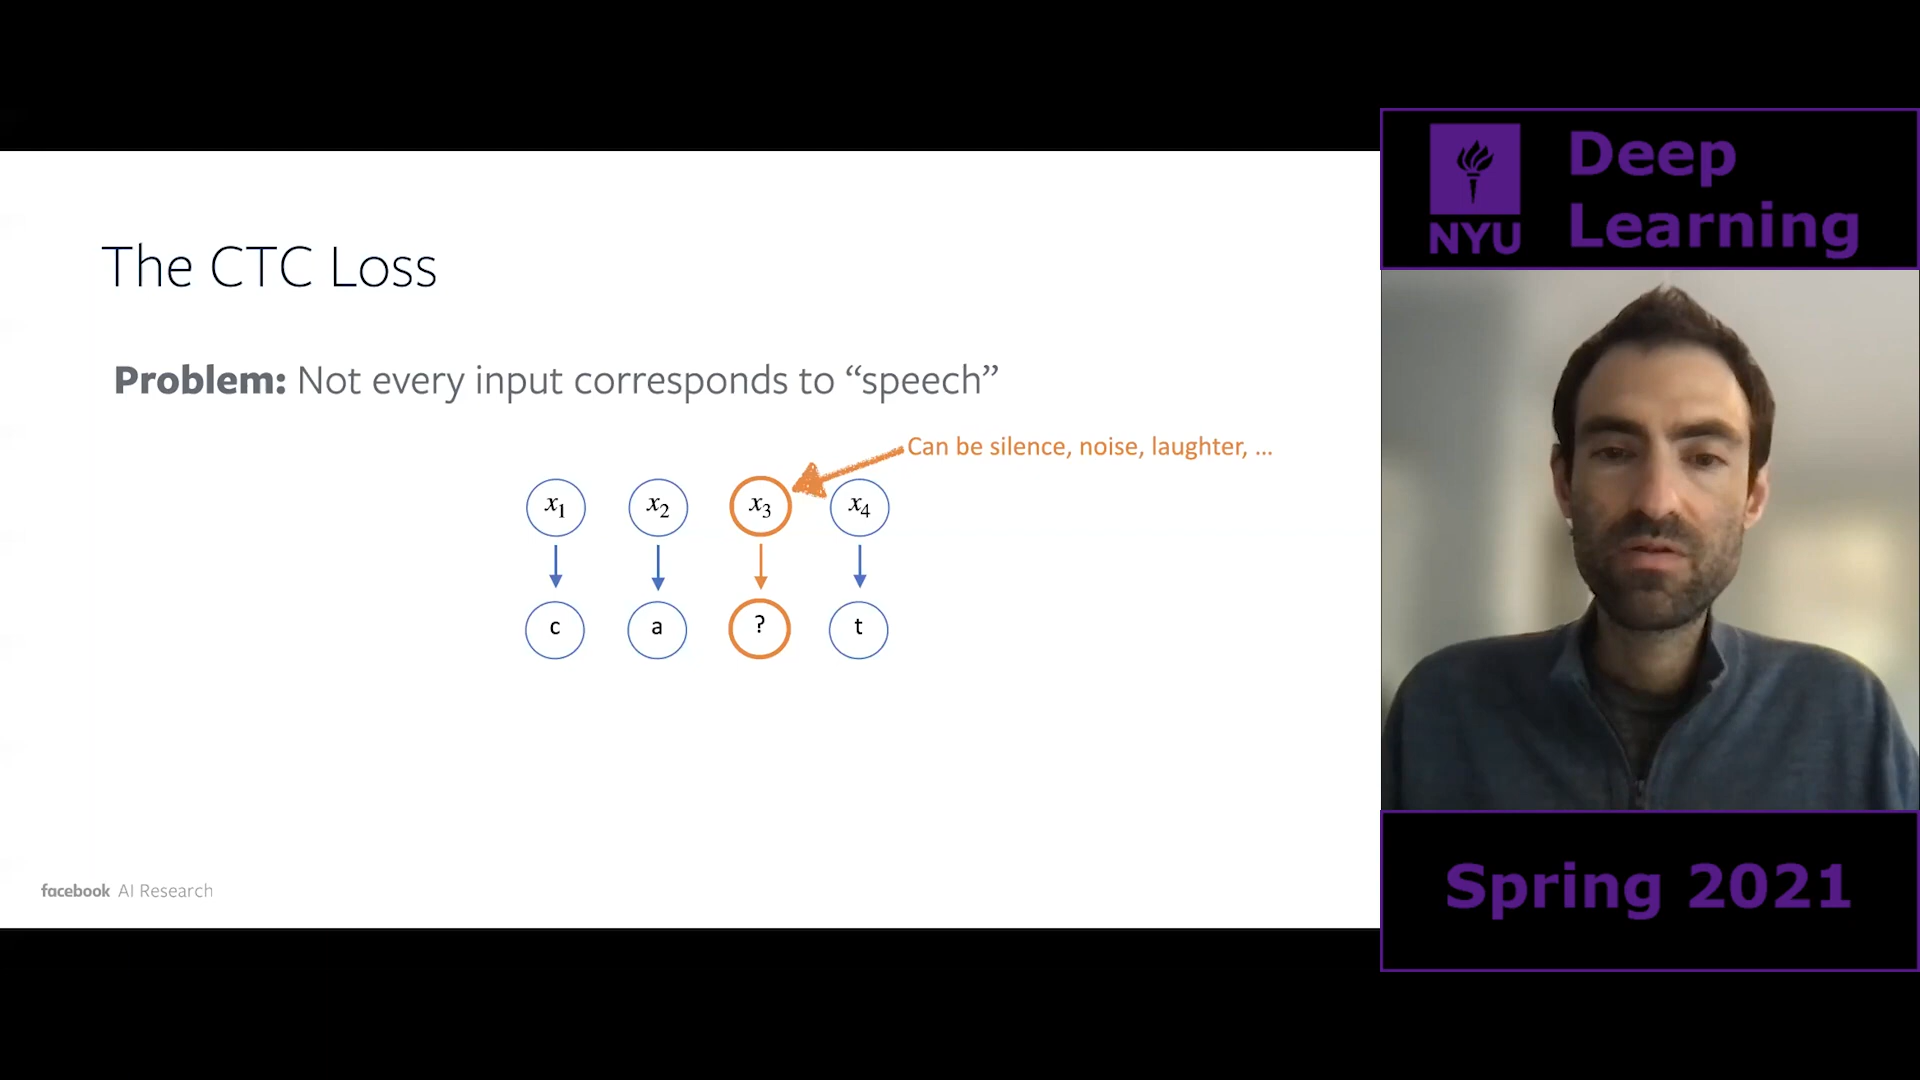 The CTC Loss
Problem: Not every input corresponds to “speech”
Can be silence, noise, laughter, ...
x₁ x₂ x₃ x₄
c a ? t
facebook AI Research
NYU
Deep
Learning
Spring 2021